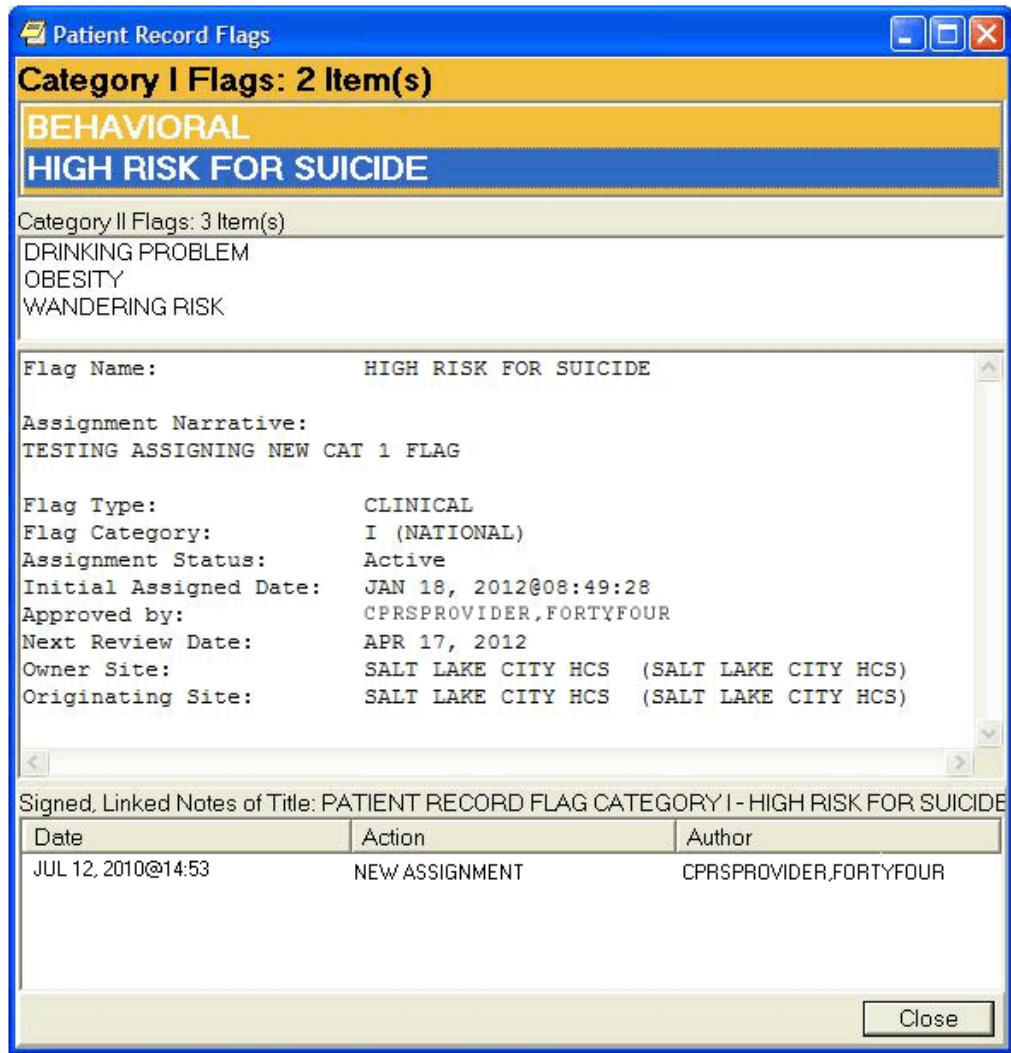 Patient Record Flags
Category I Flags: 2 Item(s)
BEHAVIORAL
HIGH RISK FOR SUICIDE
Category II Flags: 3 Item(s)
DRINKING PROBLEM
OBESITY
WANDERING RISK
Flag Name: HIGH RISK FOR SUICIDE
Assignment Narrative:
TESTING ASSIGNING NEW CAT 1 FLAG
Flag Type: CLINICAL
Flag Category: I (NATIONAL)
Assignment Status: Active
Initial Assigned Date: JAN 18, 2012@08:49:28
Approved by: CPRSPROVIDER,FORTYFOUR
Next Review Date: APR 17, 2012
Owner Site: SALT LAKE CITY HCS (SALT LAKE CITY HCS)
Originating Site: SALT LAKE CITY HCS (SALT LAKE CITY HCS)
Signed, Linked Notes of Title: PATIENT RECORD FLAG CATEGORY I - HIGH RISK FOR SUICIDE
Date Action Author
JUL 12, 2010@14:53 NEW ASSIGNMENT CPRSPROVIDER,FORTYFOUR
Close